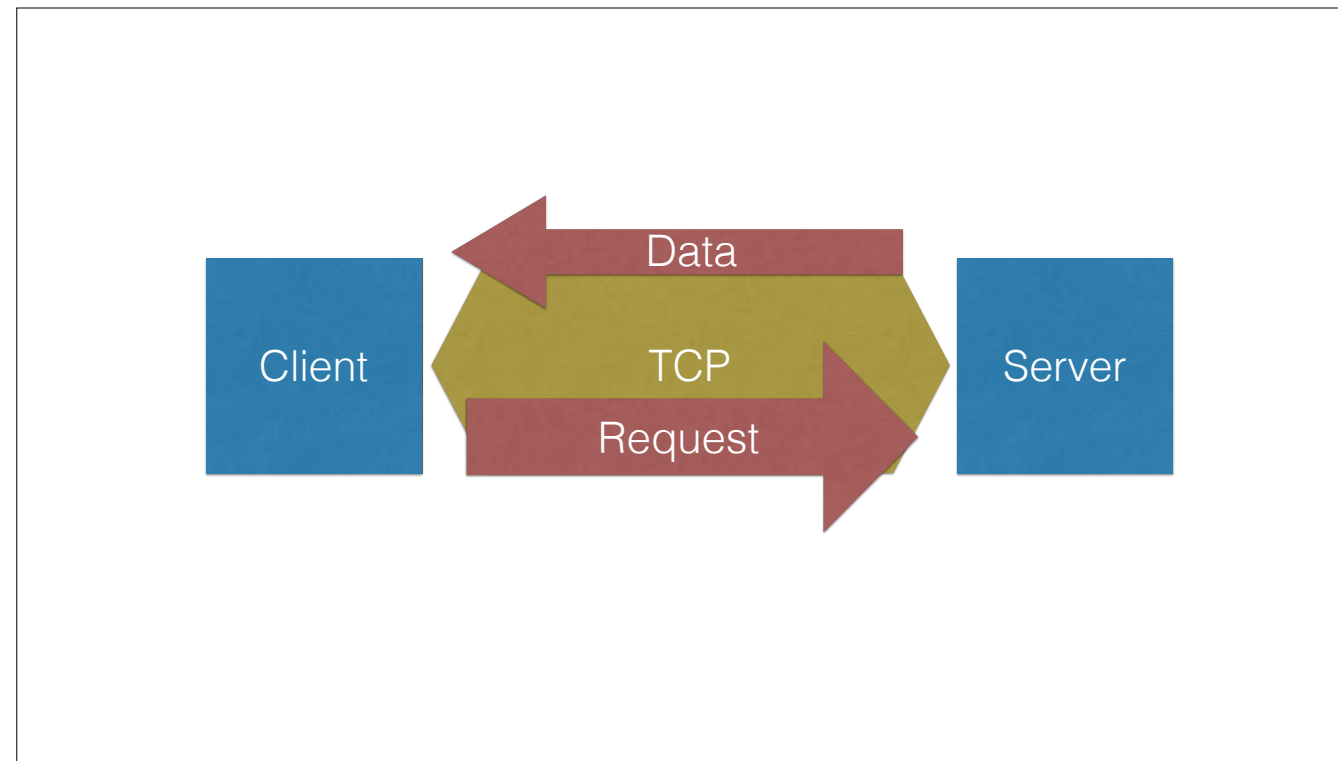 Data
Client
TCP
Server
Request